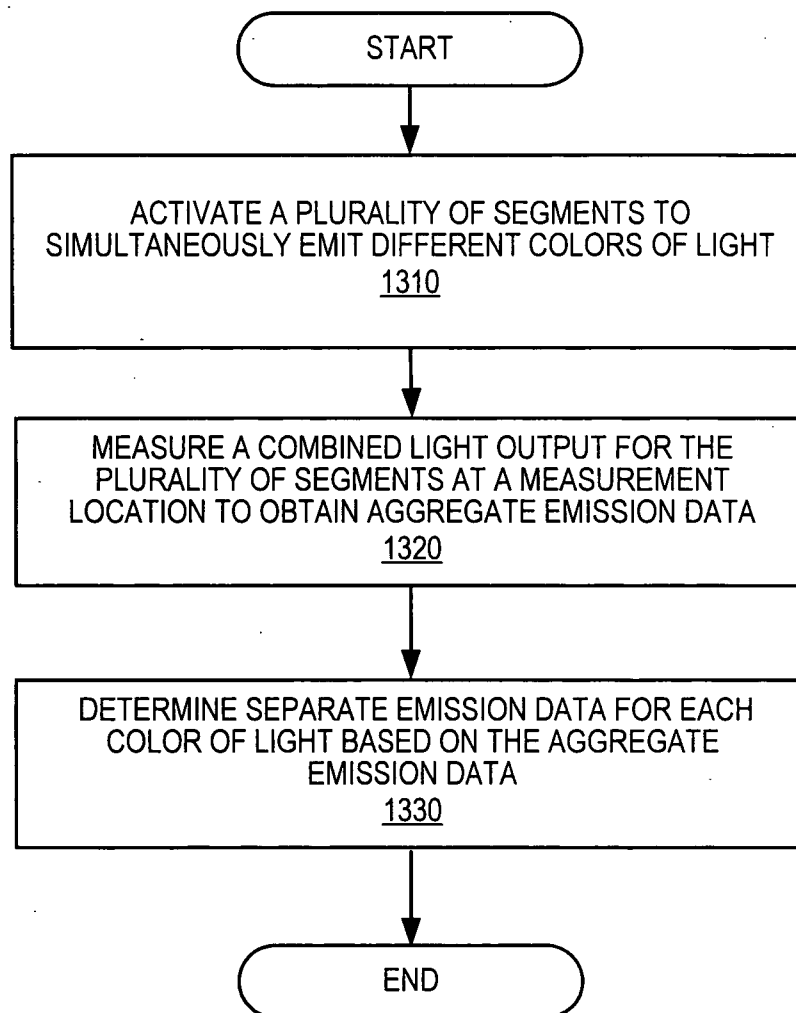 START
ACTIVATE A PLURALITY OF SEGMENTS TO
SIMULTANEOUSLY EMIT DIFFERENT COLORS OF LIGHT
1310
MEASURE A COMBINED LIGHT OUTPUT FOR THE
PLURALITY OF SEGMENTS AT A MEASUREMENT
LOCATION TO OBTAIN AGGREGATE EMISSION DATA
1320
DETERMINE SEPARATE EMISSION DATA FOR EACH
COLOR OF LIGHT BASED ON THE AGGREGATE
EMISSION DATA
1330
END